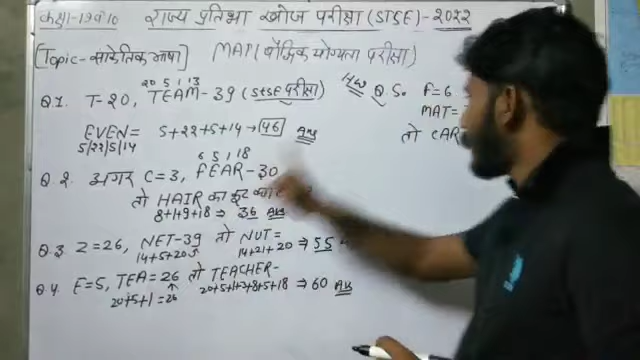 कक्षा-9 व 10 राज्य प्रतिभा खोज परीक्षा (STSE)-2022
[Topic-सांकेतिक भाषा] MAT (बौद्धिक योग्यता परीक्षा)
20 5 1 13
Q.1. T-20, TEAM-39 (STSE परीक्षा)
EVEN = 5+22+5+14 → 46 Ans
5/22/5/14
6 5 1 18
Q.2. अगर C=3, FEAR-30
तो HAIR का कूट
8+1+9+18 ⇒ 36 Ans
Q.3 Z=26, NET-39 तो NUT=
14+5+20 14+21+20 ⇒ 55
Q.4. E=5, TEA=26 तो TEACHER-
20+5+1=26 20+5+1+3+8+5+18 ⇒ 60 Ans
HW Q 5. F=6
MAT=
तो CAR